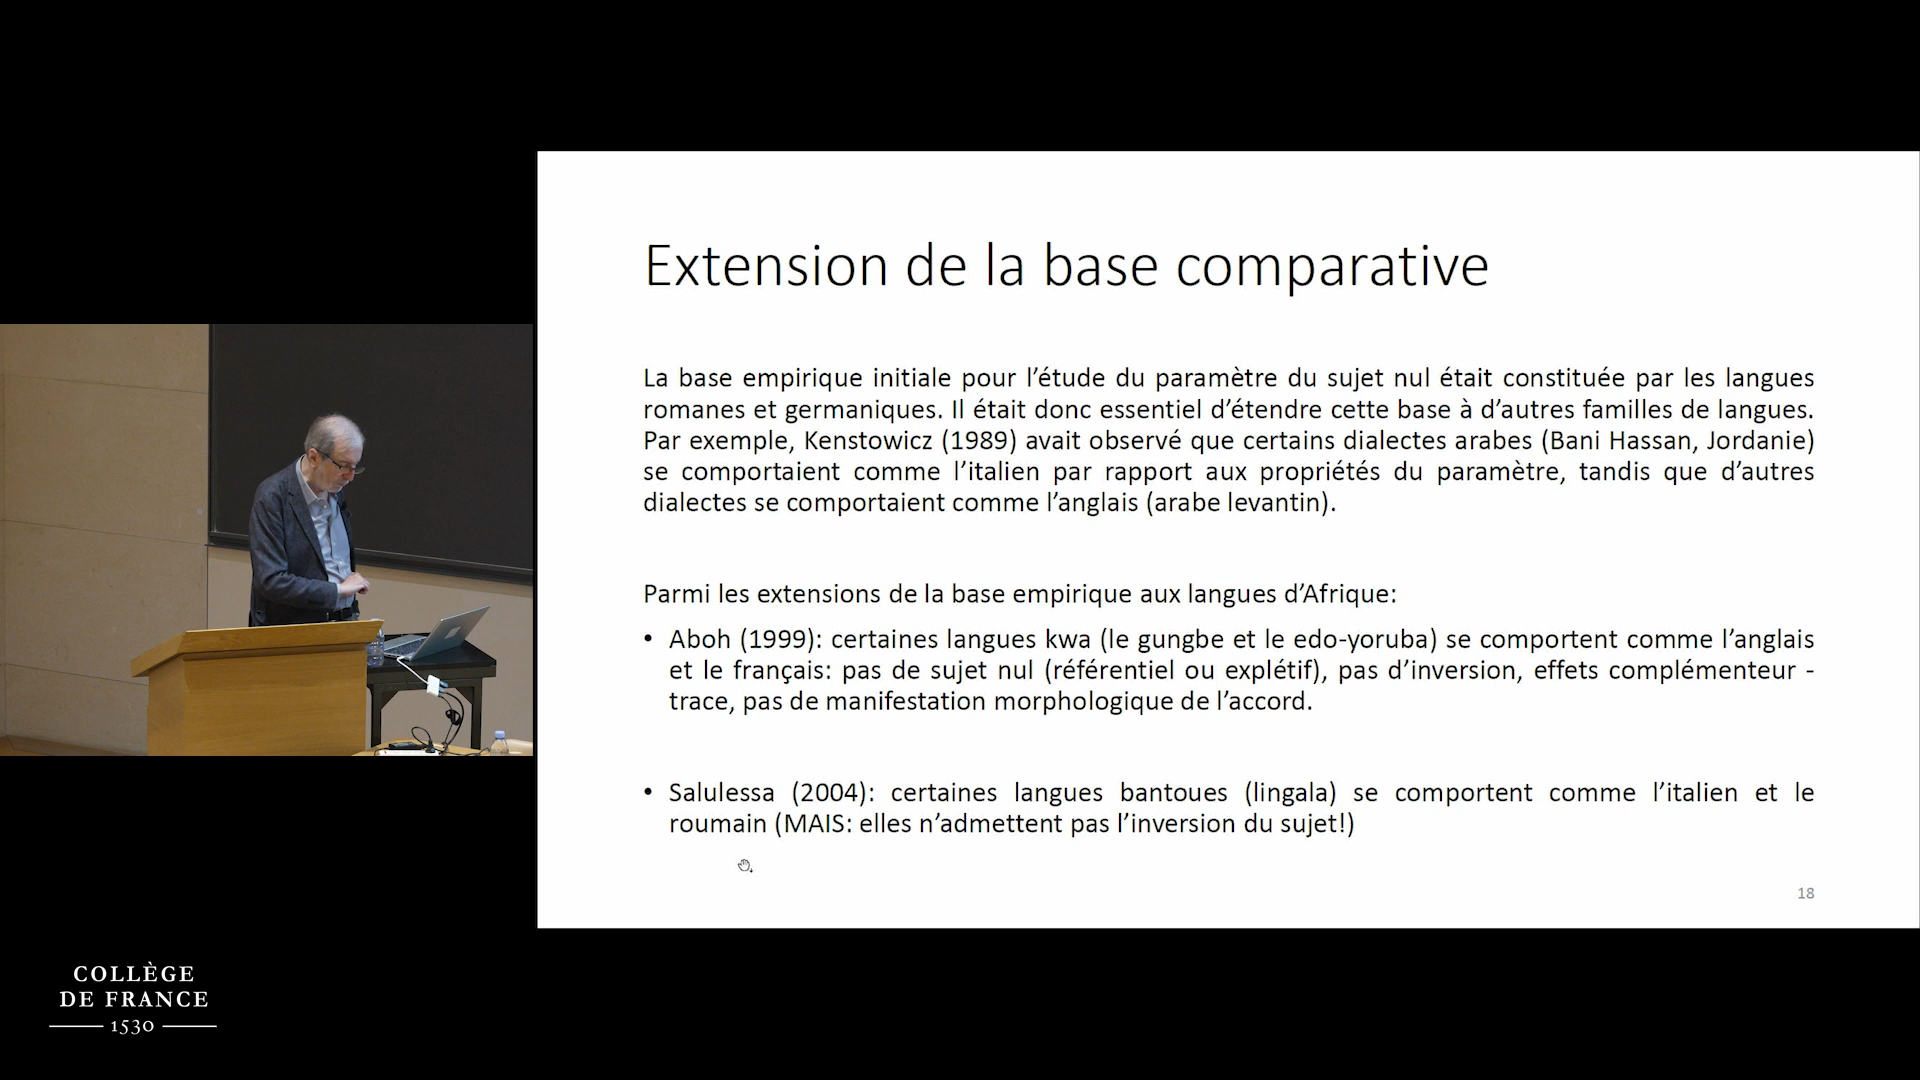 Extension de la base comparative
La base empirique initiale pour l’étude du paramètre du sujet nul était constituée par les langues
romanes et germaniques. Il était donc essentiel d’étendre cette base à d’autres familles de langues.
Par exemple, Kenstowicz (1989) avait observé que certains dialectes arabes (Bani Hassan, Jordanie)
se comportaient comme l’italien par rapport aux propriétés du paramètre, tandis que d’autres
dialectes se comportaient comme l’anglais (arabe levantin).
Parmi les extensions de la base empirique aux langues d’Afrique:
• Aboh (1999): certaines langues kwa (le gungbe et le edo-yoruba) se comportent comme l’anglais
et le français: pas de sujet nul (référentiel ou explétif), pas d’inversion, effets complémenteur -
trace, pas de manifestation morphologique de l’accord.
• Salulessa (2004): certaines langues bantoues (lingala) se comportent comme l’italien et le
roumain (MAIS: elles n’admettent pas l’inversion du sujet!)
18
COLLÈGE
DE FRANCE
1530